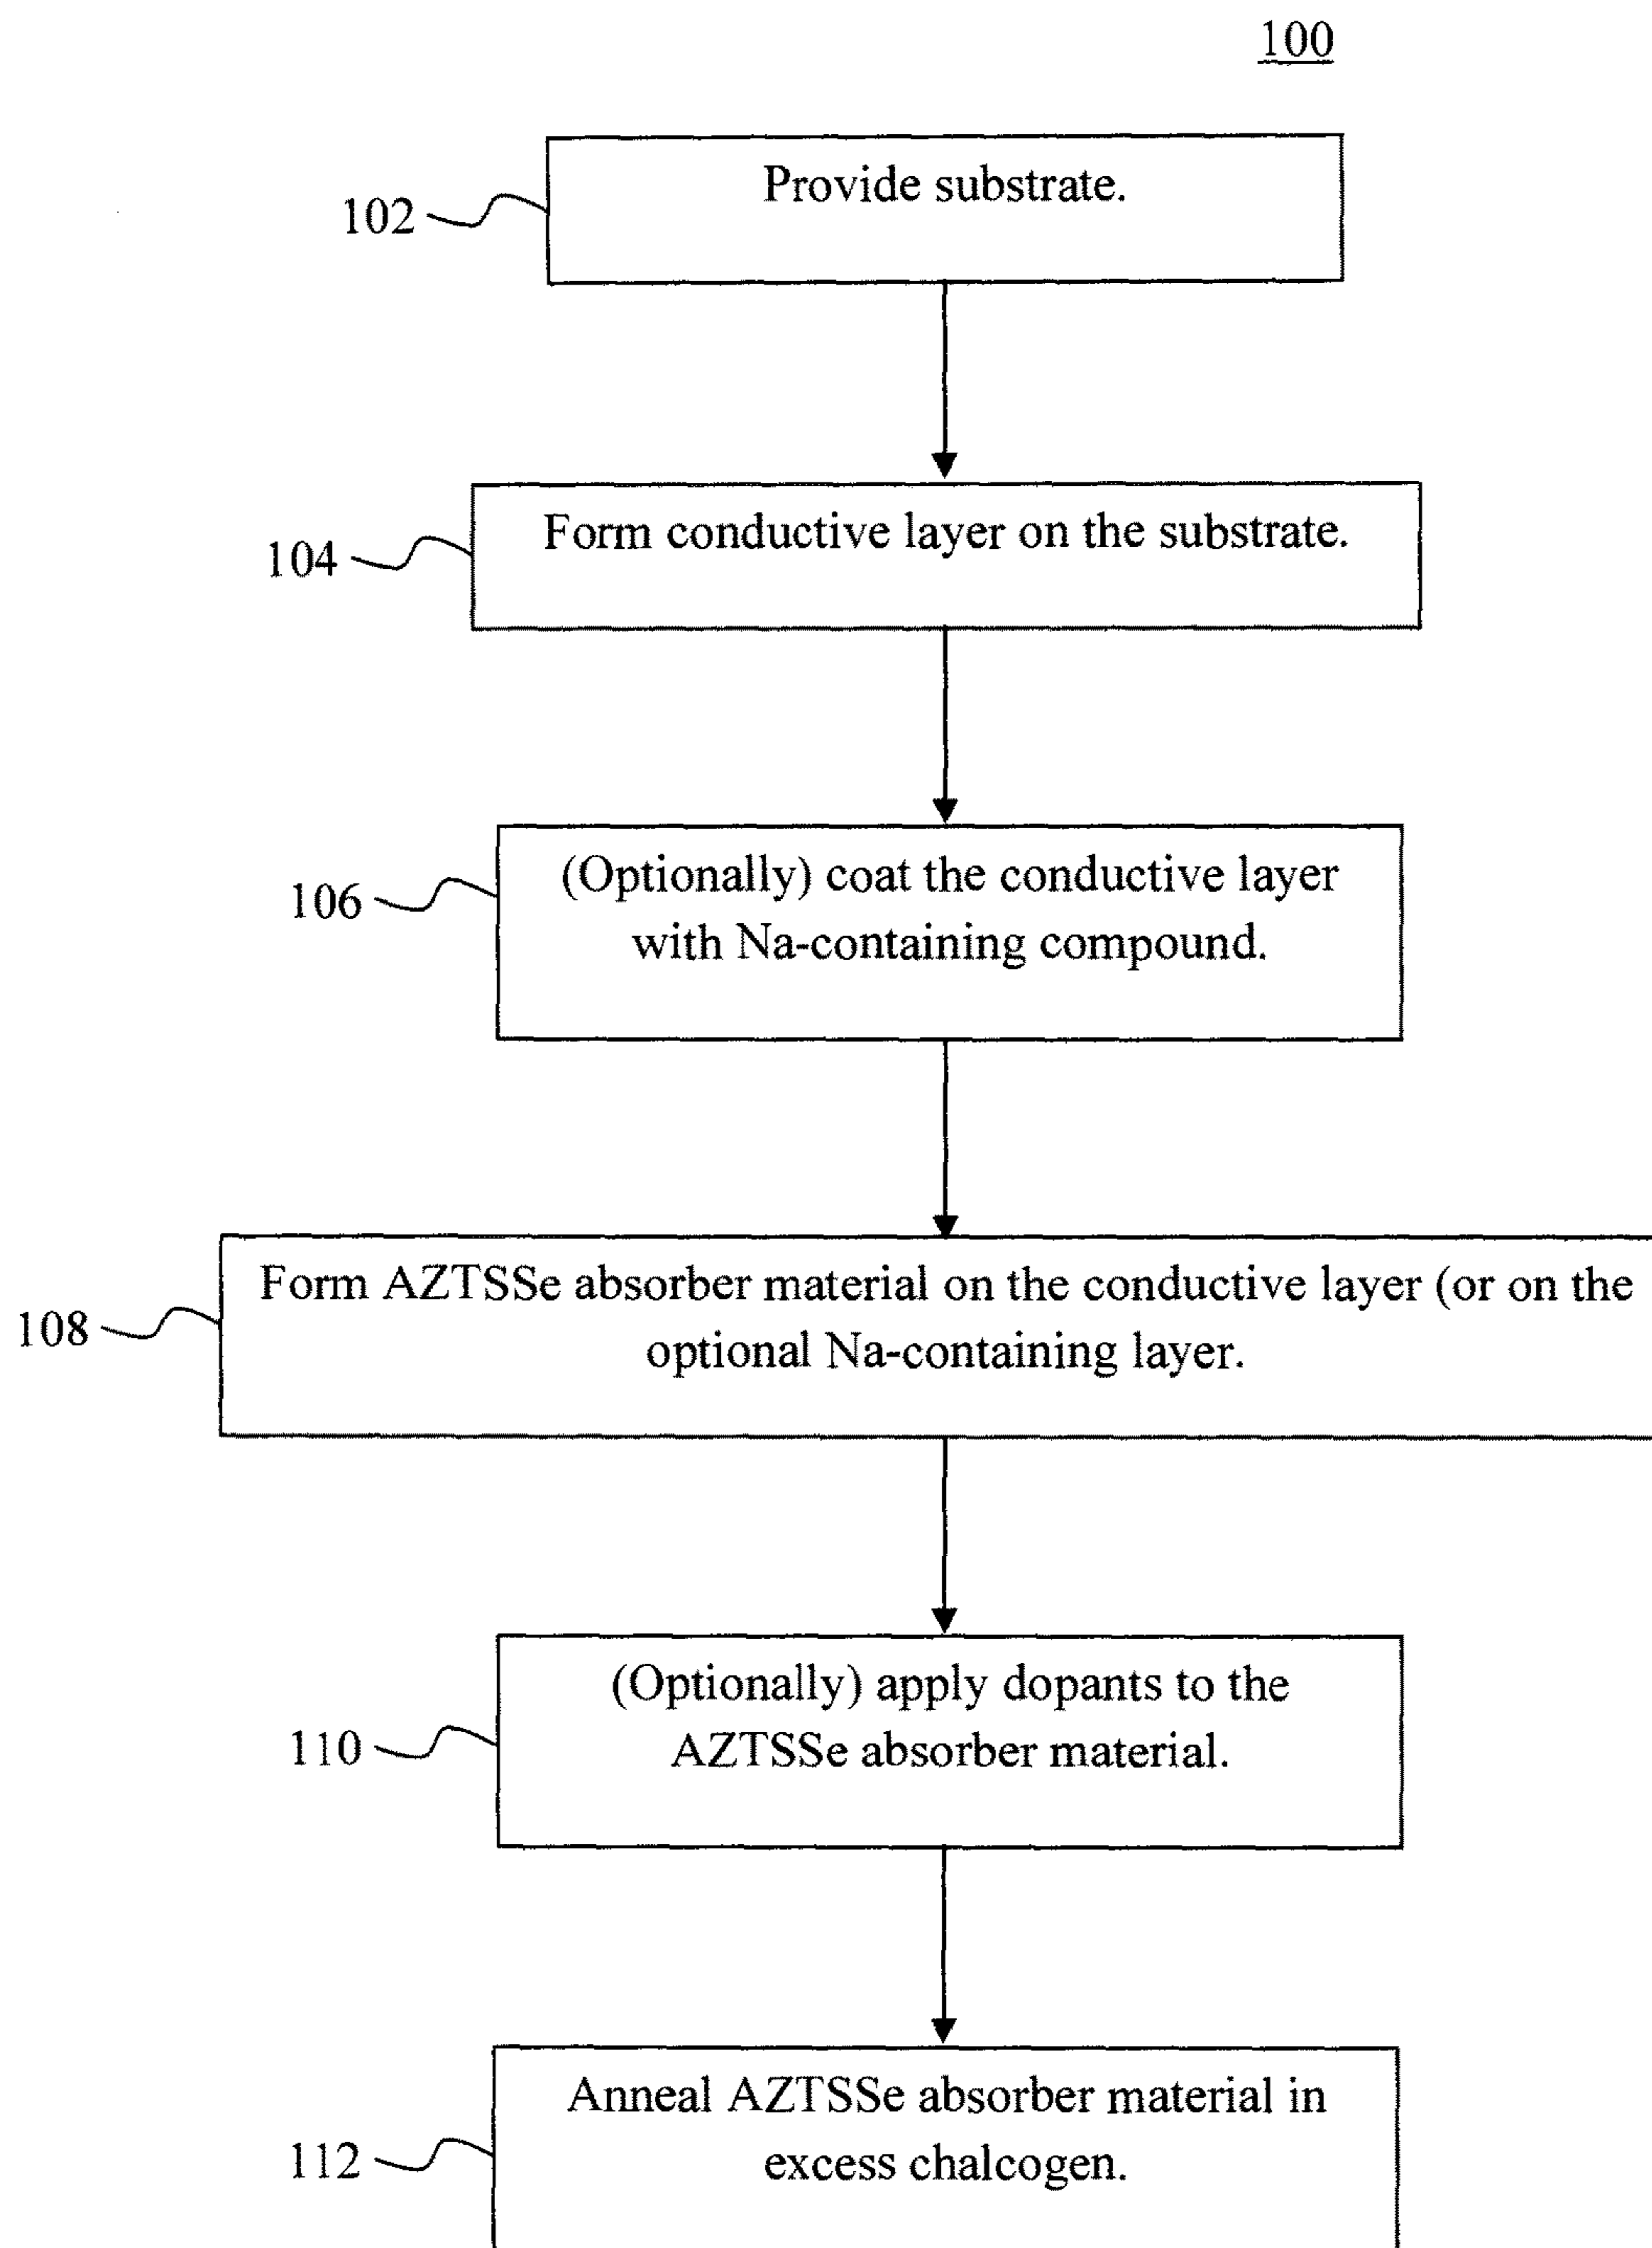 100
Provide substrate.
102
Form conductive layer on the substrate.
104
(Optionally) coat the conductive layer
with Na-containing compound.
106
Form AZTSSe absorber material on the conductive layer (or on the
optional Na-containing layer.
108
(Optionally) apply dopants to the
AZTSSe absorber material.
110
Anneal AZTSSe absorber material in
excess chalcogen.
112